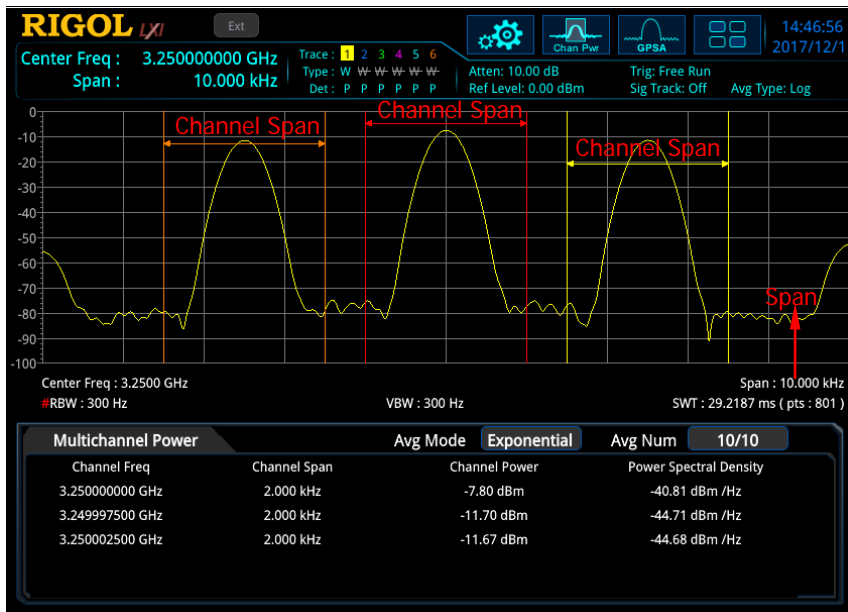 RIGOL LXI Ext
Chan Pwr
GPSA
14:46:56
2017/12/1
Center Freq : 3.250000000 GHz
Span : 10.000 kHz
Trace : 1 2 3 4 5 6
Type : W W W W W W
Det : P P P P P P
Atten: 10.00 dB
Ref Level: 0.00 dBm
Trig: Free Run
Sig Track: Off
Avg Type: Log
0
-10
-20
-30
-40
-50
-60
-70
-80
-90
-100
Channel Span
Channel Span
Channel Span
Span
Center Freq : 3.2500 GHz
Span : 10.000 kHz
#RBW : 300 Hz
VBW : 300 Hz
SWT : 29.2187 ms ( pts : 801 )
Multichannel Power
Avg Mode Exponential
Avg Num 10/10
Channel Freq Channel Span Channel Power Power Spectral Density
3.250000000 GHz 2.000 kHz -7.80 dBm -40.81 dBm /Hz
3.249997500 GHz 2.000 kHz -11.70 dBm -44.71 dBm /Hz
3.250002500 GHz 2.000 kHz -11.67 dBm -44.68 dBm /Hz